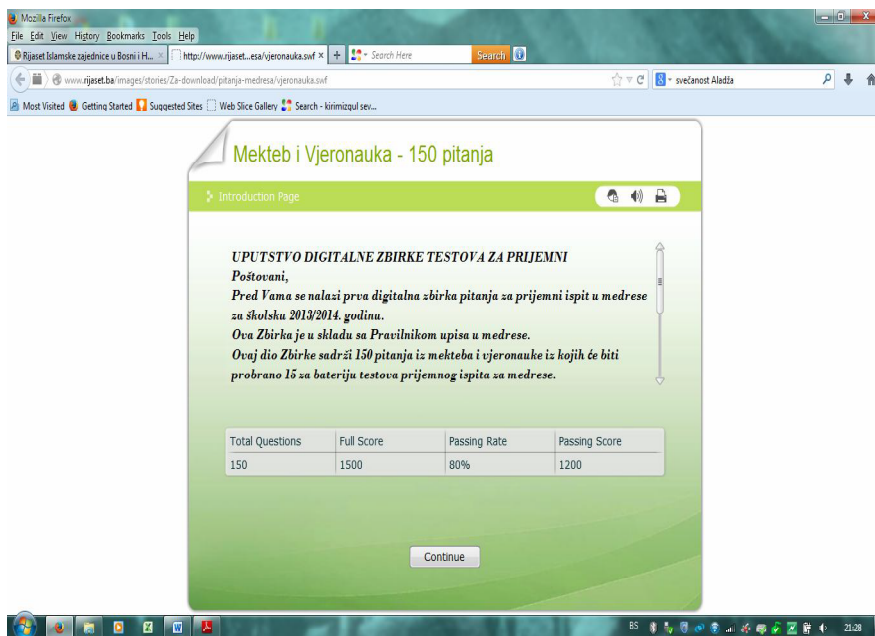 Mozilla Firefox
File Edit View History Bookmarks Tools Help
Rijaset Islamske zajednice u Bosni i H... × http://www.rijaset...esa/vjeronauka.swf × + Search Here Search
www.rijaset.ba/images/stories/Za-download/pitanja-medresa/vjeronauka.swf svečanost Aladža
Most Visited Getting Started Suggested Sites Web Slice Gallery Search - kirimizqul sev...
Mekteb i Vjeronauka - 150 pitanja
Introduction Page
UPUTSTVO DIGITALNE ZBIRKE TESTOVA ZA PRIJEMNI
Poštovani,
Pred Vama se nalazi prva digitalna zbirka pitanja za prijemni ispit u medrese
za školsku 2013/2014. godinu.
Ova Zbirka je u skladu sa Pravilnikom upisa u medrese.
Ovaj dio Zbirke sadrži 150 pitanja iz mekteba i vjeronauke iz kojih će biti
probrano 15 za bateriju testova prijemnog ispita za medrese.
Total Questions Full Score Passing Rate Passing Score
150 1500 80% 1200
Continue
BS 21:28